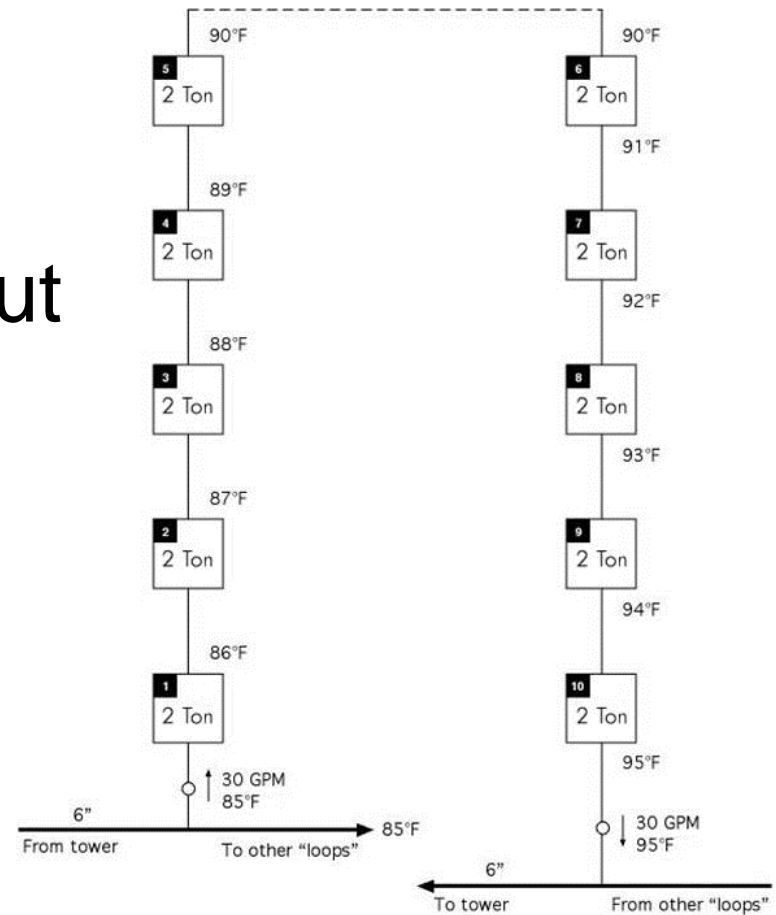 90°F
5
2 Ton
89°F
4
2 Ton
88°F
3
2 Ton
87°F
2
2 Ton
86°F
1
2 Ton
30 GPM
85°F
6”
85°F
From tower
To other “loops”
ut
90°F
6
2 Ton
91°F
7
2 Ton
92°F
8
2 Ton
93°F
9
2 Ton
94°F
10
2 Ton
95°F
30 GPM
95°F
6”
To tower
From other “loops”